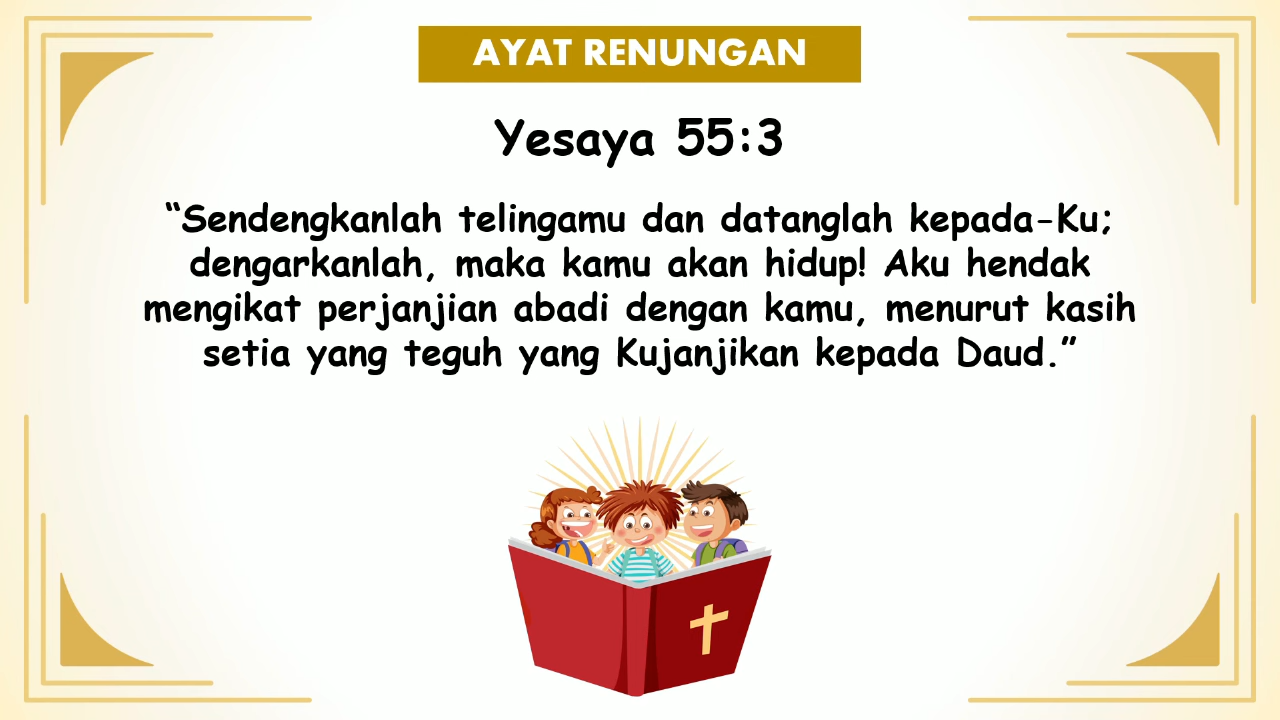 AYAT RENUNGAN
Yesaya 55:3
“Sendengkanlah telingamu dan datanglah kepada-Ku;
dengarkanlah, maka kamu akan hidup! Aku hendak
mengikat perjanjian abadi dengan kamu, menurut kasih
setia yang teguh yang Kujanjikan kepada Daud.”